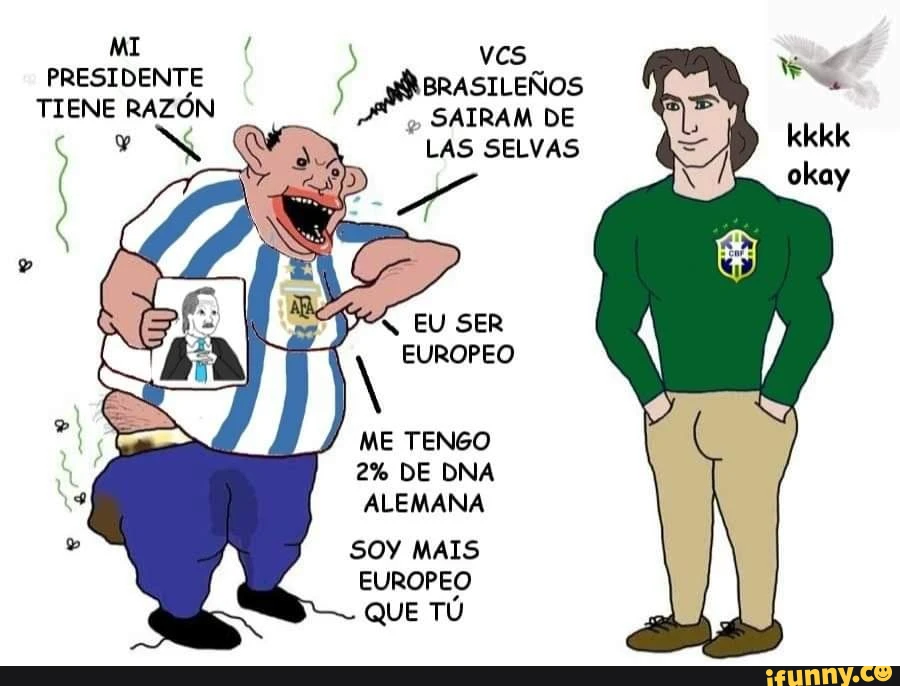 MI
PRESIDENTE
TIENE RAZÓN
VCS
BRASILEÑOS
SAIRAM DE
LAS SELVAS
kkkk
okay
CBF
AFA
EU SER
EUROPEO
ME TENGO
2% DE DNA
ALEMANA
SOY MAIS
EUROPEO
QUE TÚ
ifunny.co